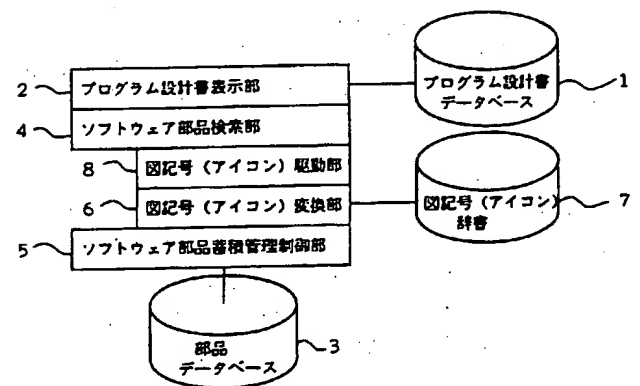 2
プログラム設計書表示部
プログラム設計書
データベース
1
4
ソフトウェア部品検索部
8
図記号（アイコン）駆動部
6
図記号（アイコン）変換部
図記号（アイコン）
辞書
7
5
ソフトウェア部品蓄積管理制御部
部品
データベース
3